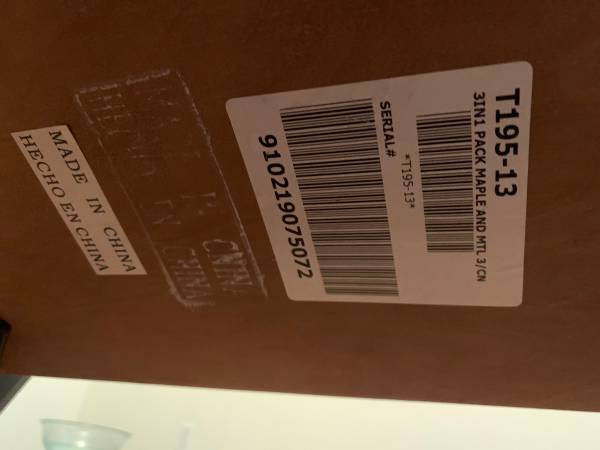 T195-13
3IN1 PACK MAPLE AND MTL 3/CN
*T195-13*
SERIAL#
910219075072
CHINA
MADE IN CHINA
HECHO EN CHINA